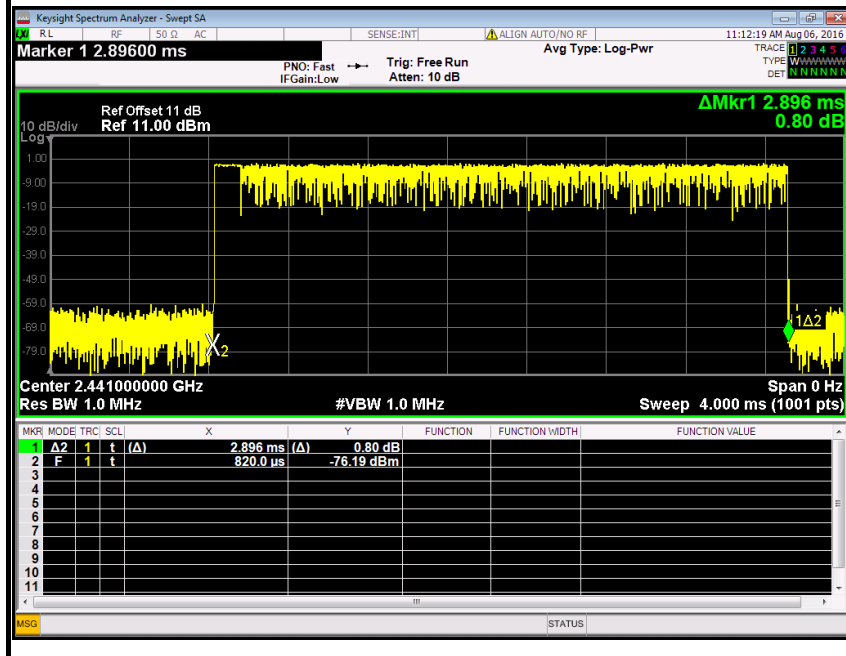 Keysight Spectrum Analyzer - Swept SA
LXI RL RF 50 Ω AC SENSE:INT ALIGN AUTO/NO RF 11:12:19 AM Aug 06, 2016
Marker 1 2.89600 ms
PNO: Fast
IFGain:Low
Trig: Free Run
Atten: 10 dB
Avg Type: Log-Pwr
TRACE 1 2 3 4 5 6
TYPE WWWWWW
DET N N N N N N
Ref Offset 11 dB
10 dB/div Ref 11.00 dBm
ΔMkr1 2.896 ms
0.80 dB
Log
1.00
-9.00
-19.0
-29.0
-39.0
-49.0
-59.0
-69.0
-79.0
X2
1Δ2
Center 2.441000000 GHz Span 0 Hz
Res BW 1.0 MHz #VBW 1.0 MHz Sweep 4.000 ms (1001 pts)
MKR MODE TRC SCL X Y FUNCTION FUNCTION WIDTH FUNCTION VALUE
1 Δ2 1 t (Δ) 2.896 ms (Δ) 0.80 dB
2 F 1 t 820.0 µs -76.19 dBm
3
4
5
6
7
8
9
10
11
MSG STATUS